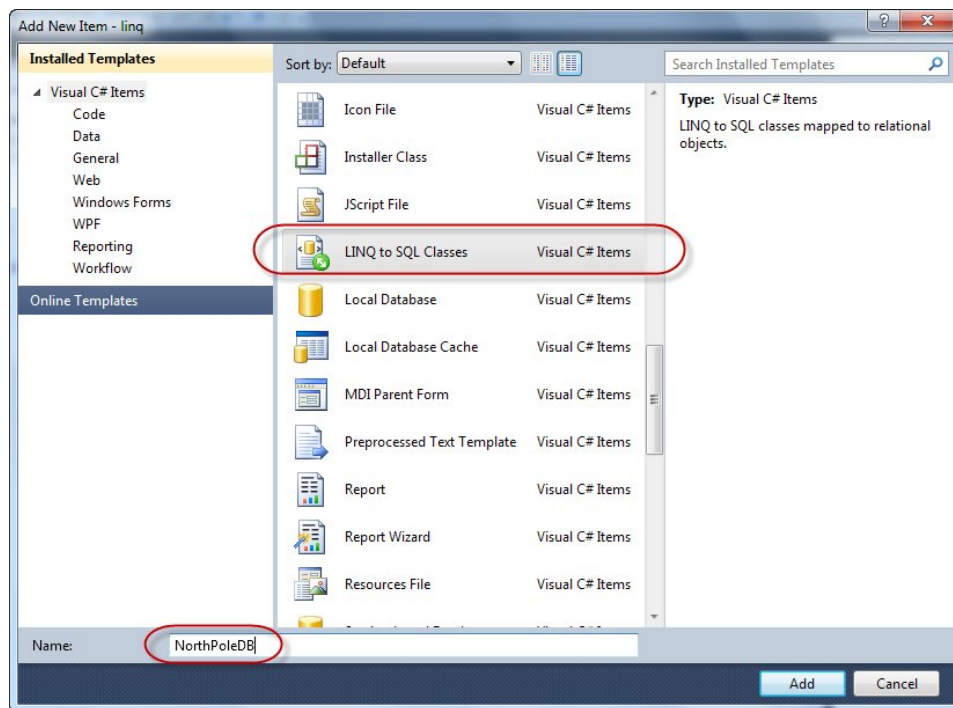 Add New Item - linq
Installed Templates
Visual C# Items
Code
Data
General
Web
Windows Forms
WPF
Reporting
Workflow
Online Templates
Sort by: Default
Icon File Visual C# Items
Installer Class Visual C# Items
JScript File Visual C# Items
LINQ to SQL Classes Visual C# Items
Local Database Visual C# Items
Local Database Cache Visual C# Items
MDI Parent Form Visual C# Items
Preprocessed Text Template Visual C# Items
Report Visual C# Items
Report Wizard Visual C# Items
Resources File Visual C# Items
Search Installed Templates
Type: Visual C# Items
LINQ to SQL classes mapped to relational
objects.
Name: NorthPoleDB
Add Cancel